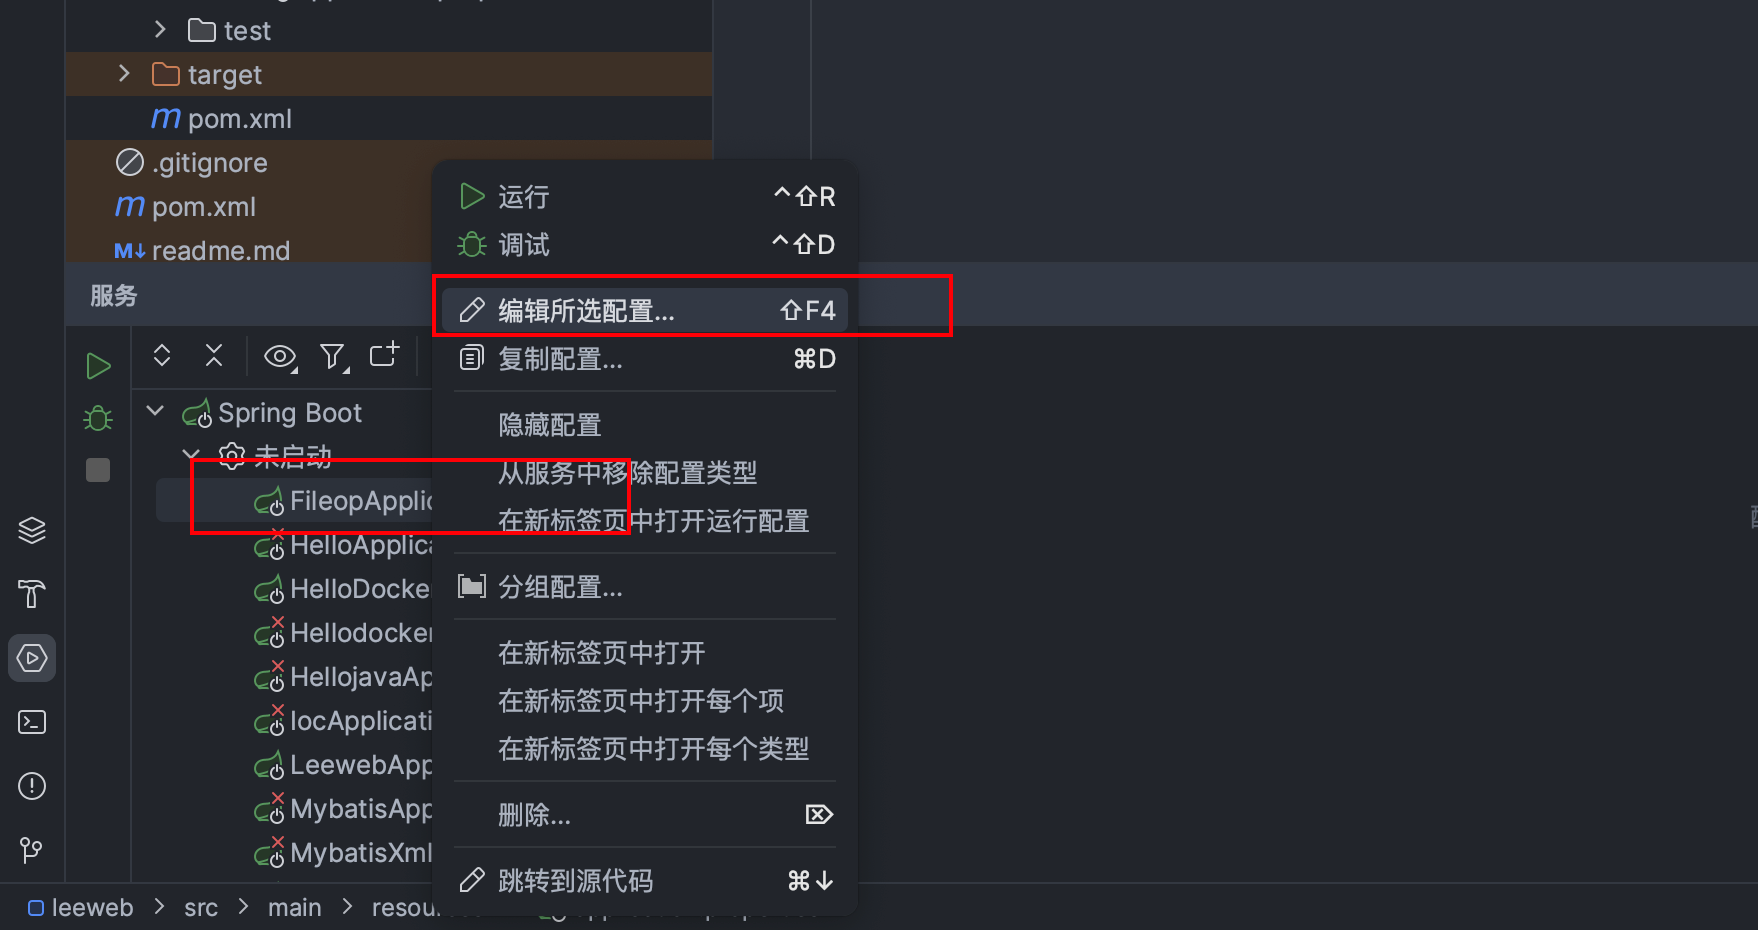 test
target
pom.xml
.gitignore
pom.xml
readme.md
服务
Spring Boot
未启动
FileopApplic
HelloApplica
HelloDocke
Hellodocker
HellojavaAp
IocApplicati
LeewebApp
MybatisApp
MybatisXml
运行 ^⇧R
调试 ^⇧D
编辑所选配置... ⇧F4
复制配置... ⌘D
隐藏配置
从服务中移除配置类型
在新标签页中打开运行配置
分组配置...
在新标签页中打开
在新标签页中打开每个项
在新标签页中打开每个类型
删除... ⌦
跳转到源代码 ⌘↓
leeweb > src > main > resou